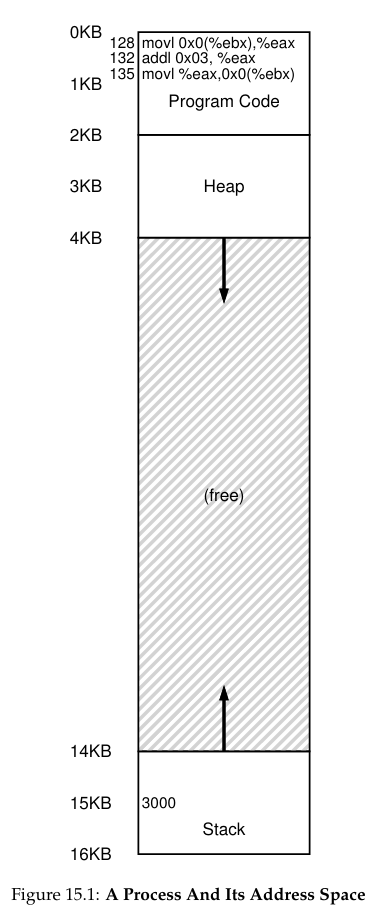 0KB
128 movl 0x0(%ebx),%eax
132 addl 0x03, %eax
135 movl %eax,0x0(%ebx)
1KB
Program Code
2KB
3KB Heap
4KB
(free)
14KB
15KB 3000
Stack
16KB
Figure 15.1: A Process And Its Address Space